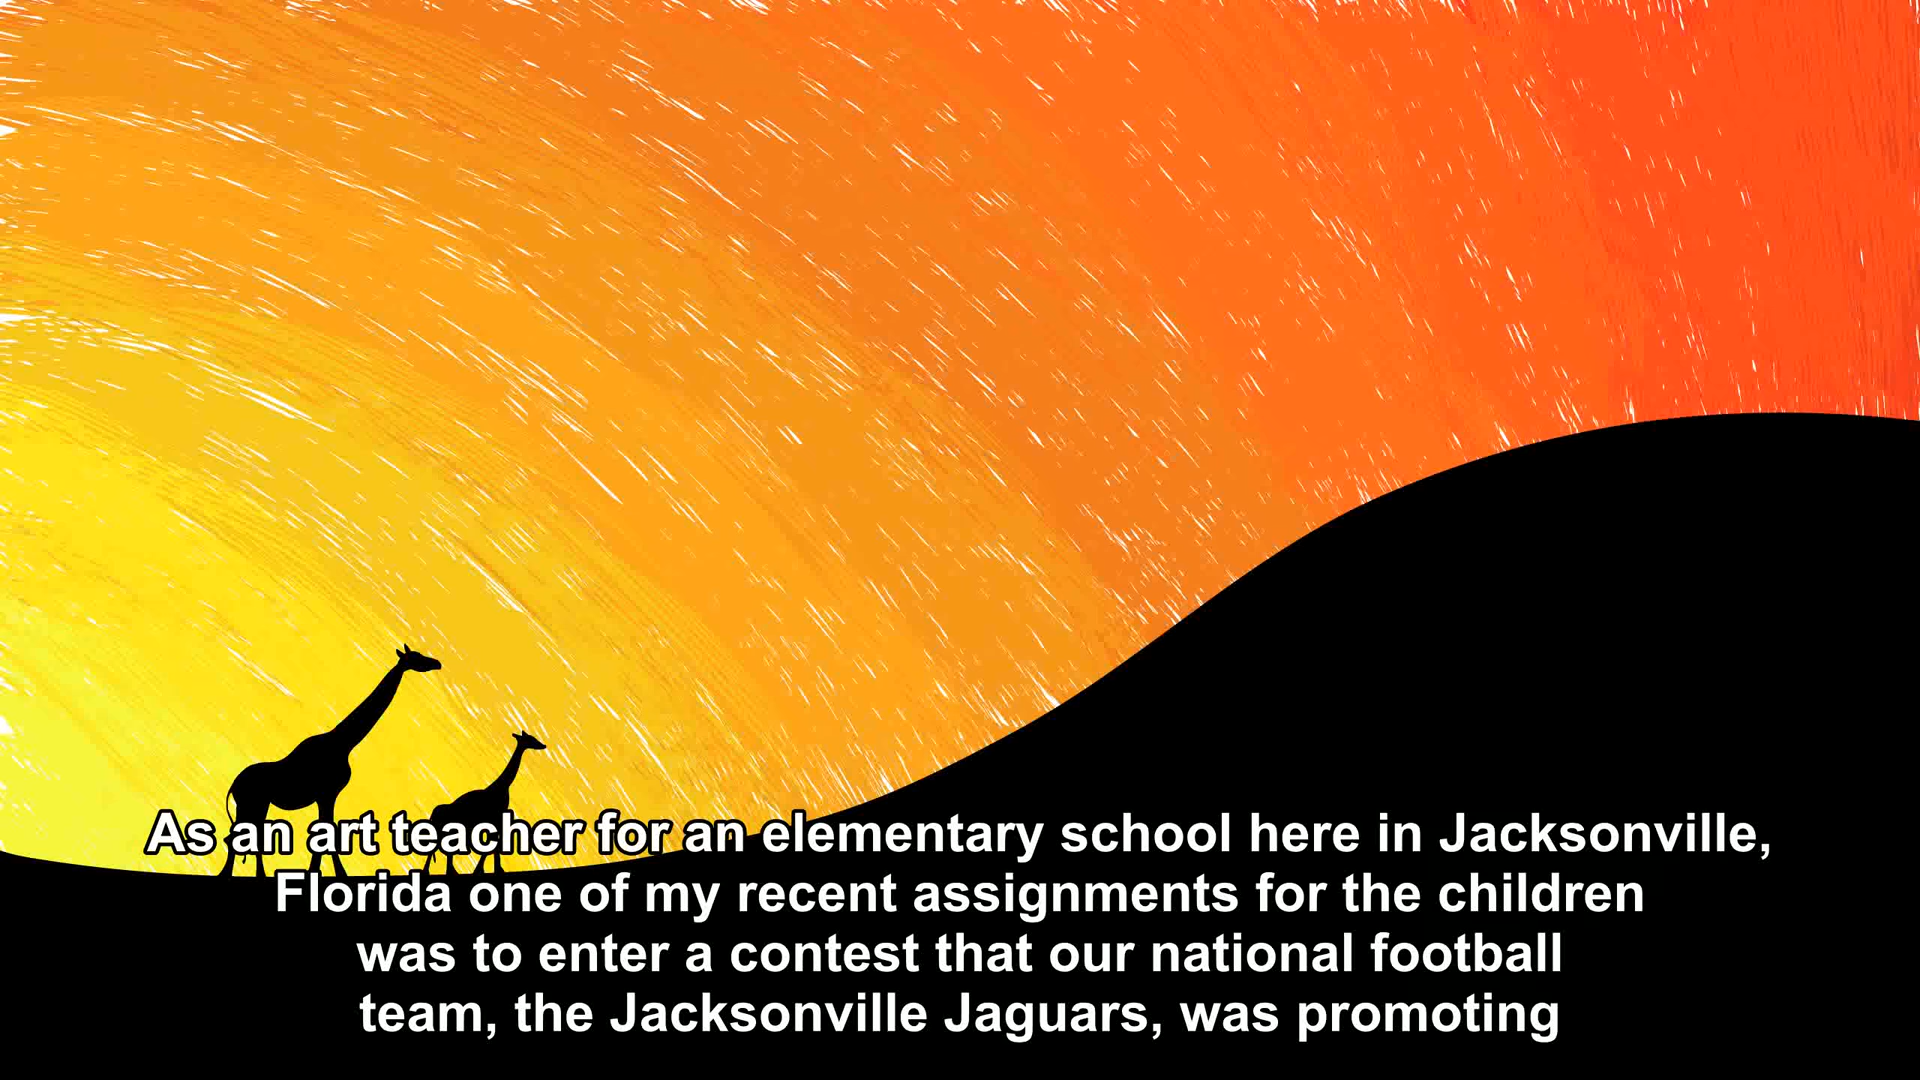 As an art teacher for an elementary school here in Jacksonville,
Florida one of my recent assignments for the children
was to enter a contest that our national football
team, the Jacksonville Jaguars, was promoting